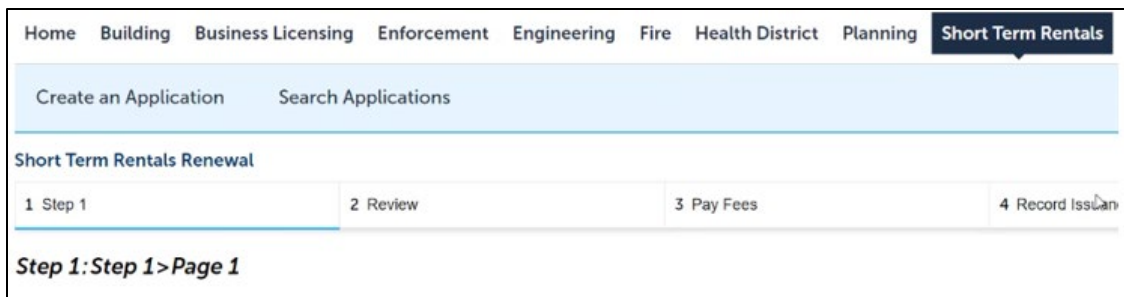 Home Building Business Licensing Enforcement Engineering Fire Health District Planning Short Term Rentals
Create an Application Search Applications
Short Term Rentals Renewal
1 Step 1 2 Review 3 Pay Fees 4 Record
Step 1:Step 1>Page 1